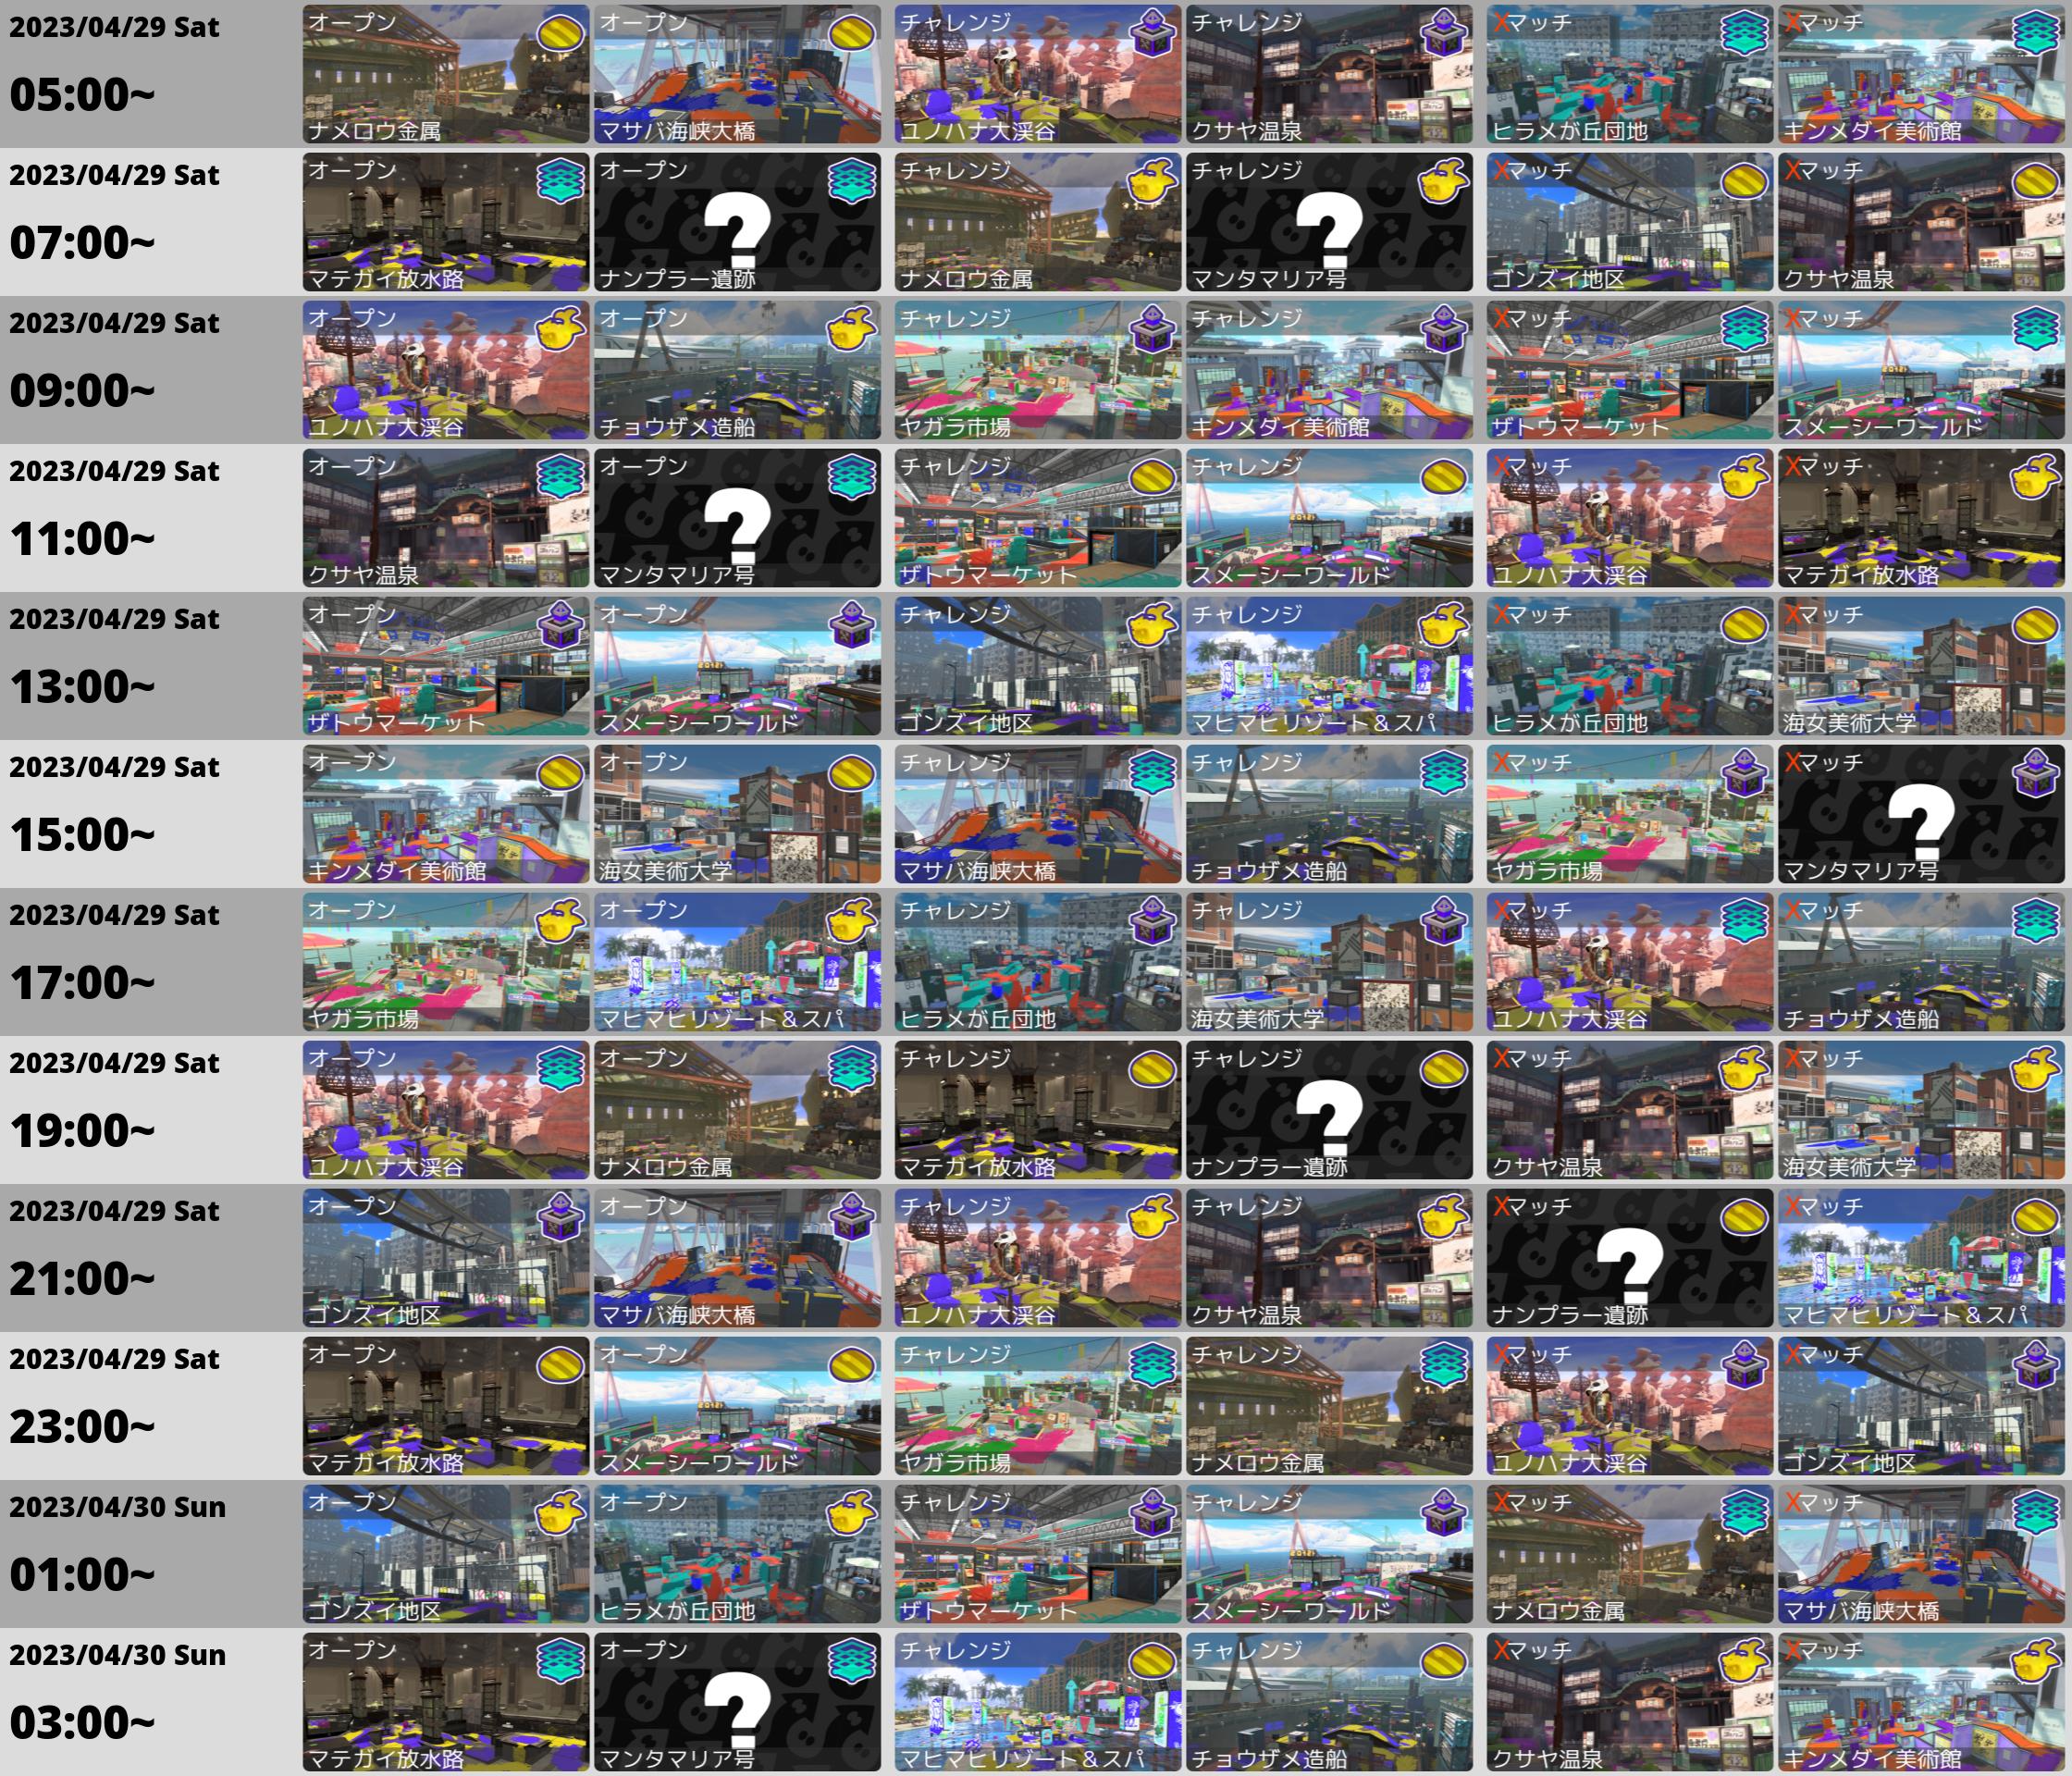 2023/04/29 Sat
05:00~
オープン
ナメロウ金属
オープン
マサバ海峡大橋
チャレンジ
ユノハナ大渓谷
チャレンジ
クサヤ温泉
Xマッチ
ヒラメが丘団地
Xマッチ
キンメダイ美術館
2023/04/29 Sat
07:00~
オープン
マテガイ放水路
オープン
?
ナンプラー遺跡
チャレンジ
ナメロウ金属
チャレンジ
?
マンタマリア号
Xマッチ
ゴンズイ地区
Xマッチ
クサヤ温泉
2023/04/29 Sat
09:00~
オープン
ユノハナ大渓谷
オープン
チョウザメ造船
チャレンジ
ヤガラ市場
チャレンジ
キンメダイ美術館
Xマッチ
ザトウマーケット
Xマッチ
スメーシーワールド
2023/04/29 Sat
11:00~
オープン
クサヤ温泉
オープン
?
マンタマリア号
チャレンジ
ザトウマーケット
チャレンジ
スメーシーワールド
Xマッチ
ユノハナ大渓谷
Xマッチ
マテガイ放水路
2023/04/29 Sat
13:00~
オープン
ザトウマーケット
オープン
スメーシーワールド
チャレンジ
ゴンズイ地区
チャレンジ
マヒマヒリゾート＆スパ
Xマッチ
ヒラメが丘団地
Xマッチ
海女美術大学
2023/04/29 Sat
15:00~
オープン
キンメダイ美術館
オープン
海女美術大学
チャレンジ
マサバ海峡大橋
チャレンジ
チョウザメ造船
Xマッチ
ヤガラ市場
Xマッチ
?
マンタマリア号
2023/04/29 Sat
17:00~
オープン
ヤガラ市場
オープン
マヒマヒリゾート＆スパ
チャレンジ
ヒラメが丘団地
チャレンジ
海女美術大学
Xマッチ
ユノハナ大渓谷
Xマッチ
チョウザメ造船
2023/04/29 Sat
19:00~
オープン
ユノハナ大渓谷
オープン
ナメロウ金属
チャレンジ
マテガイ放水路
チャレンジ
?
ナンプラー遺跡
Xマッチ
クサヤ温泉
Xマッチ
海女美術大学
2023/04/29 Sat
21:00~
オープン
ゴンズイ地区
オープン
マサバ海峡大橋
チャレンジ
ユノハナ大渓谷
チャレンジ
クサヤ温泉
Xマッチ
?
ナンプラー遺跡
Xマッチ
マヒマヒリゾート＆スパ
2023/04/29 Sat
23:00~
オープン
マテガイ放水路
オープン
スメーシーワールド
チャレンジ
ヤガラ市場
チャレンジ
ナメロウ金属
Xマッチ
ユノハナ大渓谷
Xマッチ
ゴンズイ地区
2023/04/30 Sun
01:00~
オープン
ゴンズイ地区
オープン
ヒラメが丘団地
チャレンジ
ザトウマーケット
チャレンジ
スメーシーワールド
Xマッチ
ナメロウ金属
Xマッチ
マサバ海峡大橋
2023/04/30 Sun
03:00~
オープン
マテガイ放水路
オープン
?
マンタマリア号
チャレンジ
マヒマヒリゾート＆スパ
チャレンジ
チョウザメ造船
Xマッチ
クサヤ温泉
Xマッチ
キンメダイ美術館